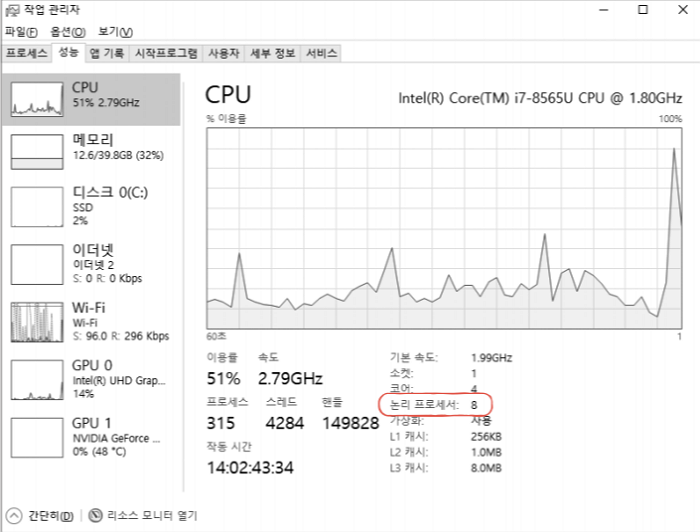 작업 관리자
파일(F) 옵션(O) 보기(V)
프로세스 성능 앱 기록 시작프로그램 사용자 세부 정보 서비스
CPU
51% 2.79GHz
메모리
12.6/39.8GB (32%)
디스크 0(C:)
SSD
2%
이더넷
이더넷 2
S: 0 R: 0 Kbps
Wi-Fi
Wi-Fi
S: 96.0 R: 296 Kbps
GPU 0
Intel(R) UHD Grap...
14%
GPU 1
NVIDIA GeForce ...
0% (48 °C)
CPU Intel(R) Core(TM) i7-8565U CPU @ 1.80GHz
% 이용률 100%
60초 1
이용률 속도
51% 2.79GHz
프로세스 스레드 핸들
315 4284 149828
작동 시간
14:02:43:34
기본 속도: 1.99GHz
소켓: 1
코어: 4
논리 프로세서: 8
가상화: 사용
L1 캐시: 256KB
L2 캐시: 1.0MB
L3 캐시: 8.0MB
간단히(D) 리소스 모니터 열기